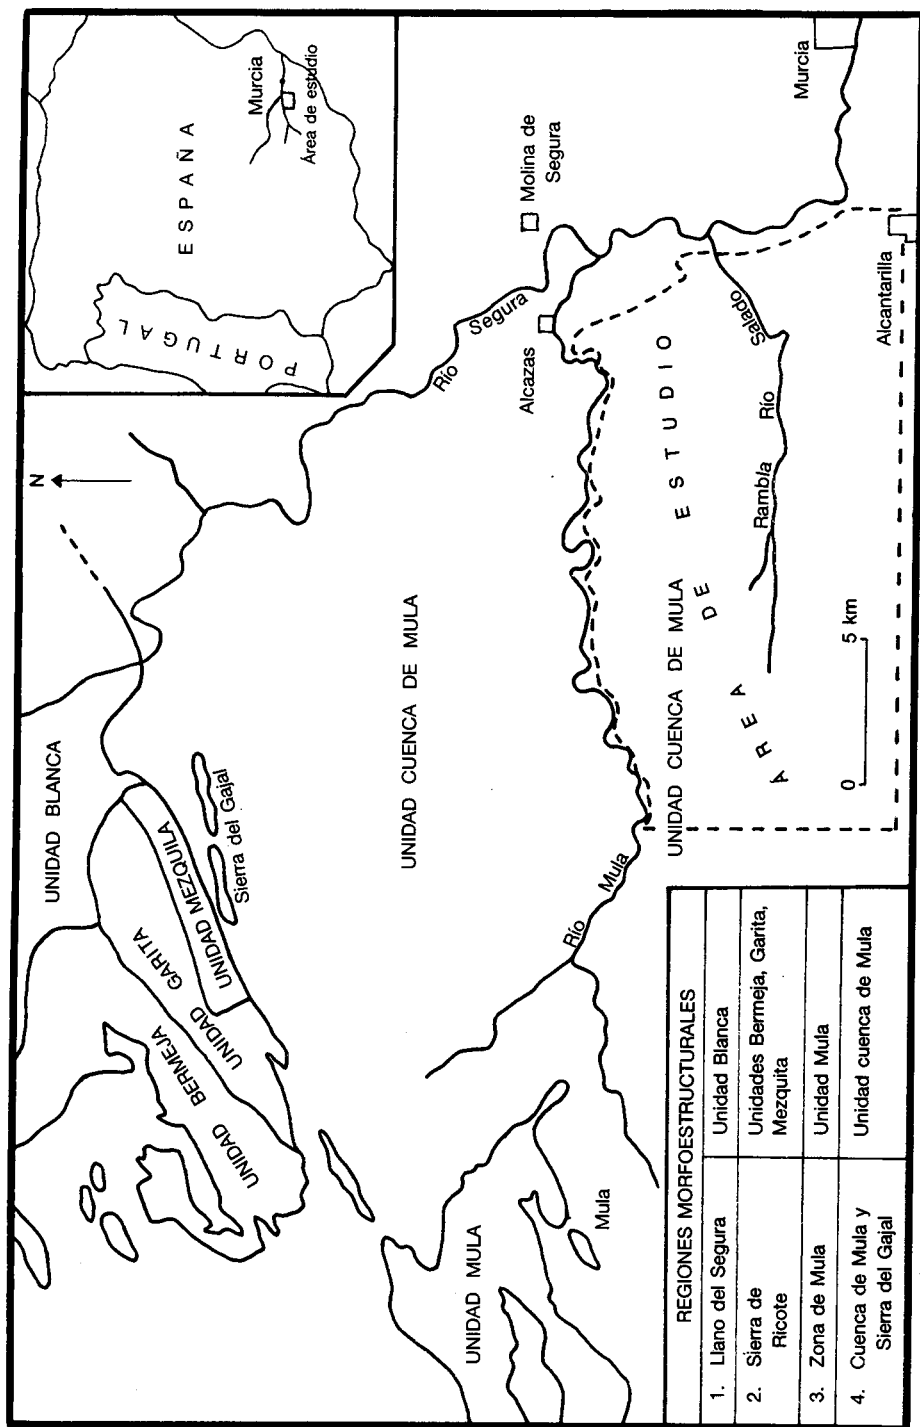 PORTUGAL
ESPAÑA
Murcia
Área de estudio
N
UNIDAD BLANCA
UNIDAD MEZQUILA
Sierra del Gajal
UNIDAD GARITA
UNIDAD BERMEJA
UNIDAD CUENCA DE MULA
Río Segura
Molina de
Segura
Alcazas
Murcia
Alcantarilla
Río Mula
UNIDAD MULA
Mula
UNIDAD CUENCA DE MULA
ÁREA DE ESTUDIO
Rambla Río Salado
0 5 km
REGIONES MORFOESTRUCTURALES
1. Llano del Segura Unidad Blanca
2. Sierra de Unidades Bermeja, Garita,
Ricote Mezquita
3. Zona de Mula Unidad Mula
4. Cuenca de Mula y Unidad cuenca de Mula
Sierra del Gajal